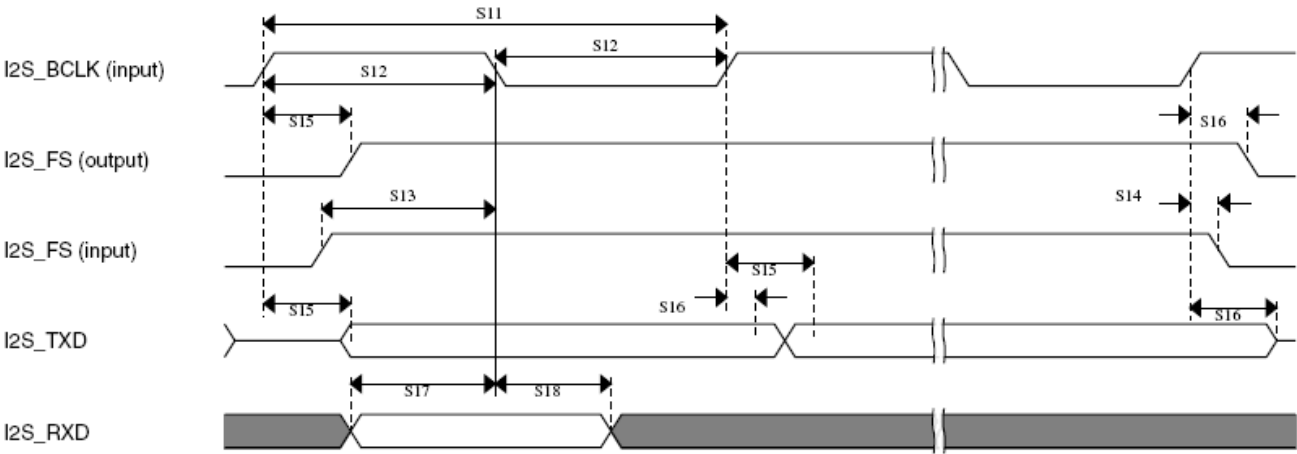 S11
I2S_BCLK (input)
S12
S12
S15
S16
I2S_FS (output)
S13
S14
I2S_FS (input)
S15
S15
S16
S16
I2S_TXD
S17
S18
I2S_RXD